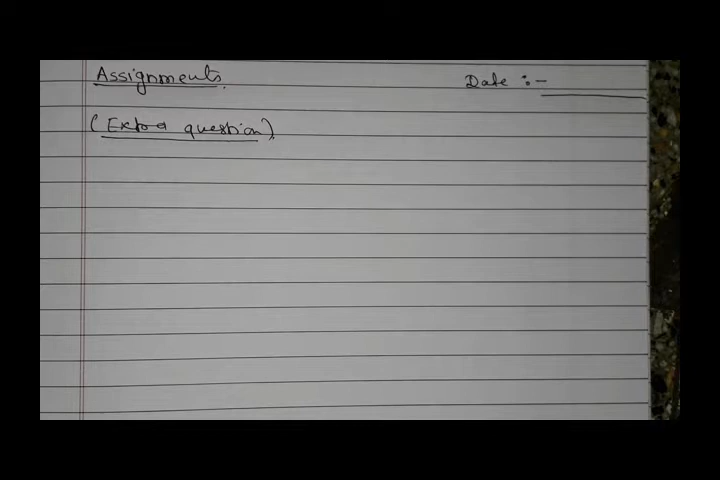 Assignments. Date :-
(Extra question)